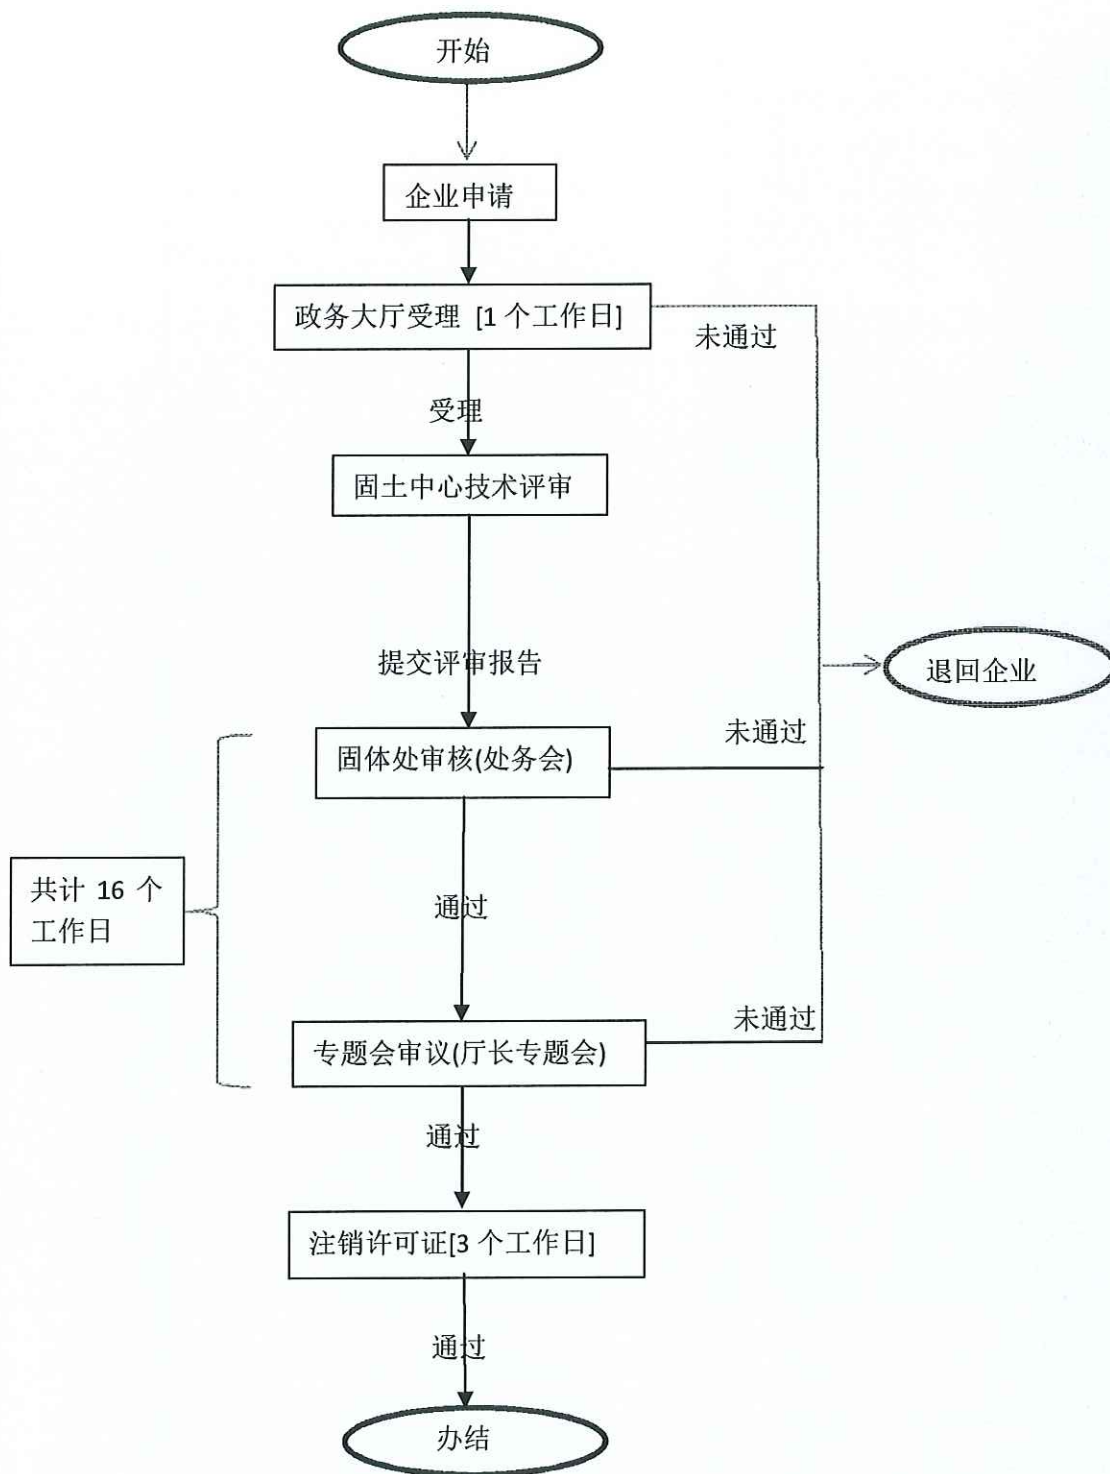 开始
企业申请
政务大厅受理 [1 个工作日]
未通过
受理
固土中心技术评审
提交评审报告
退回企业
未通过
固体处审核(处务会)
共计 16 个
工作日
通过
未通过
专题会审议(厅长专题会)
通过
注销许可证[3 个工作日]
通过
办结